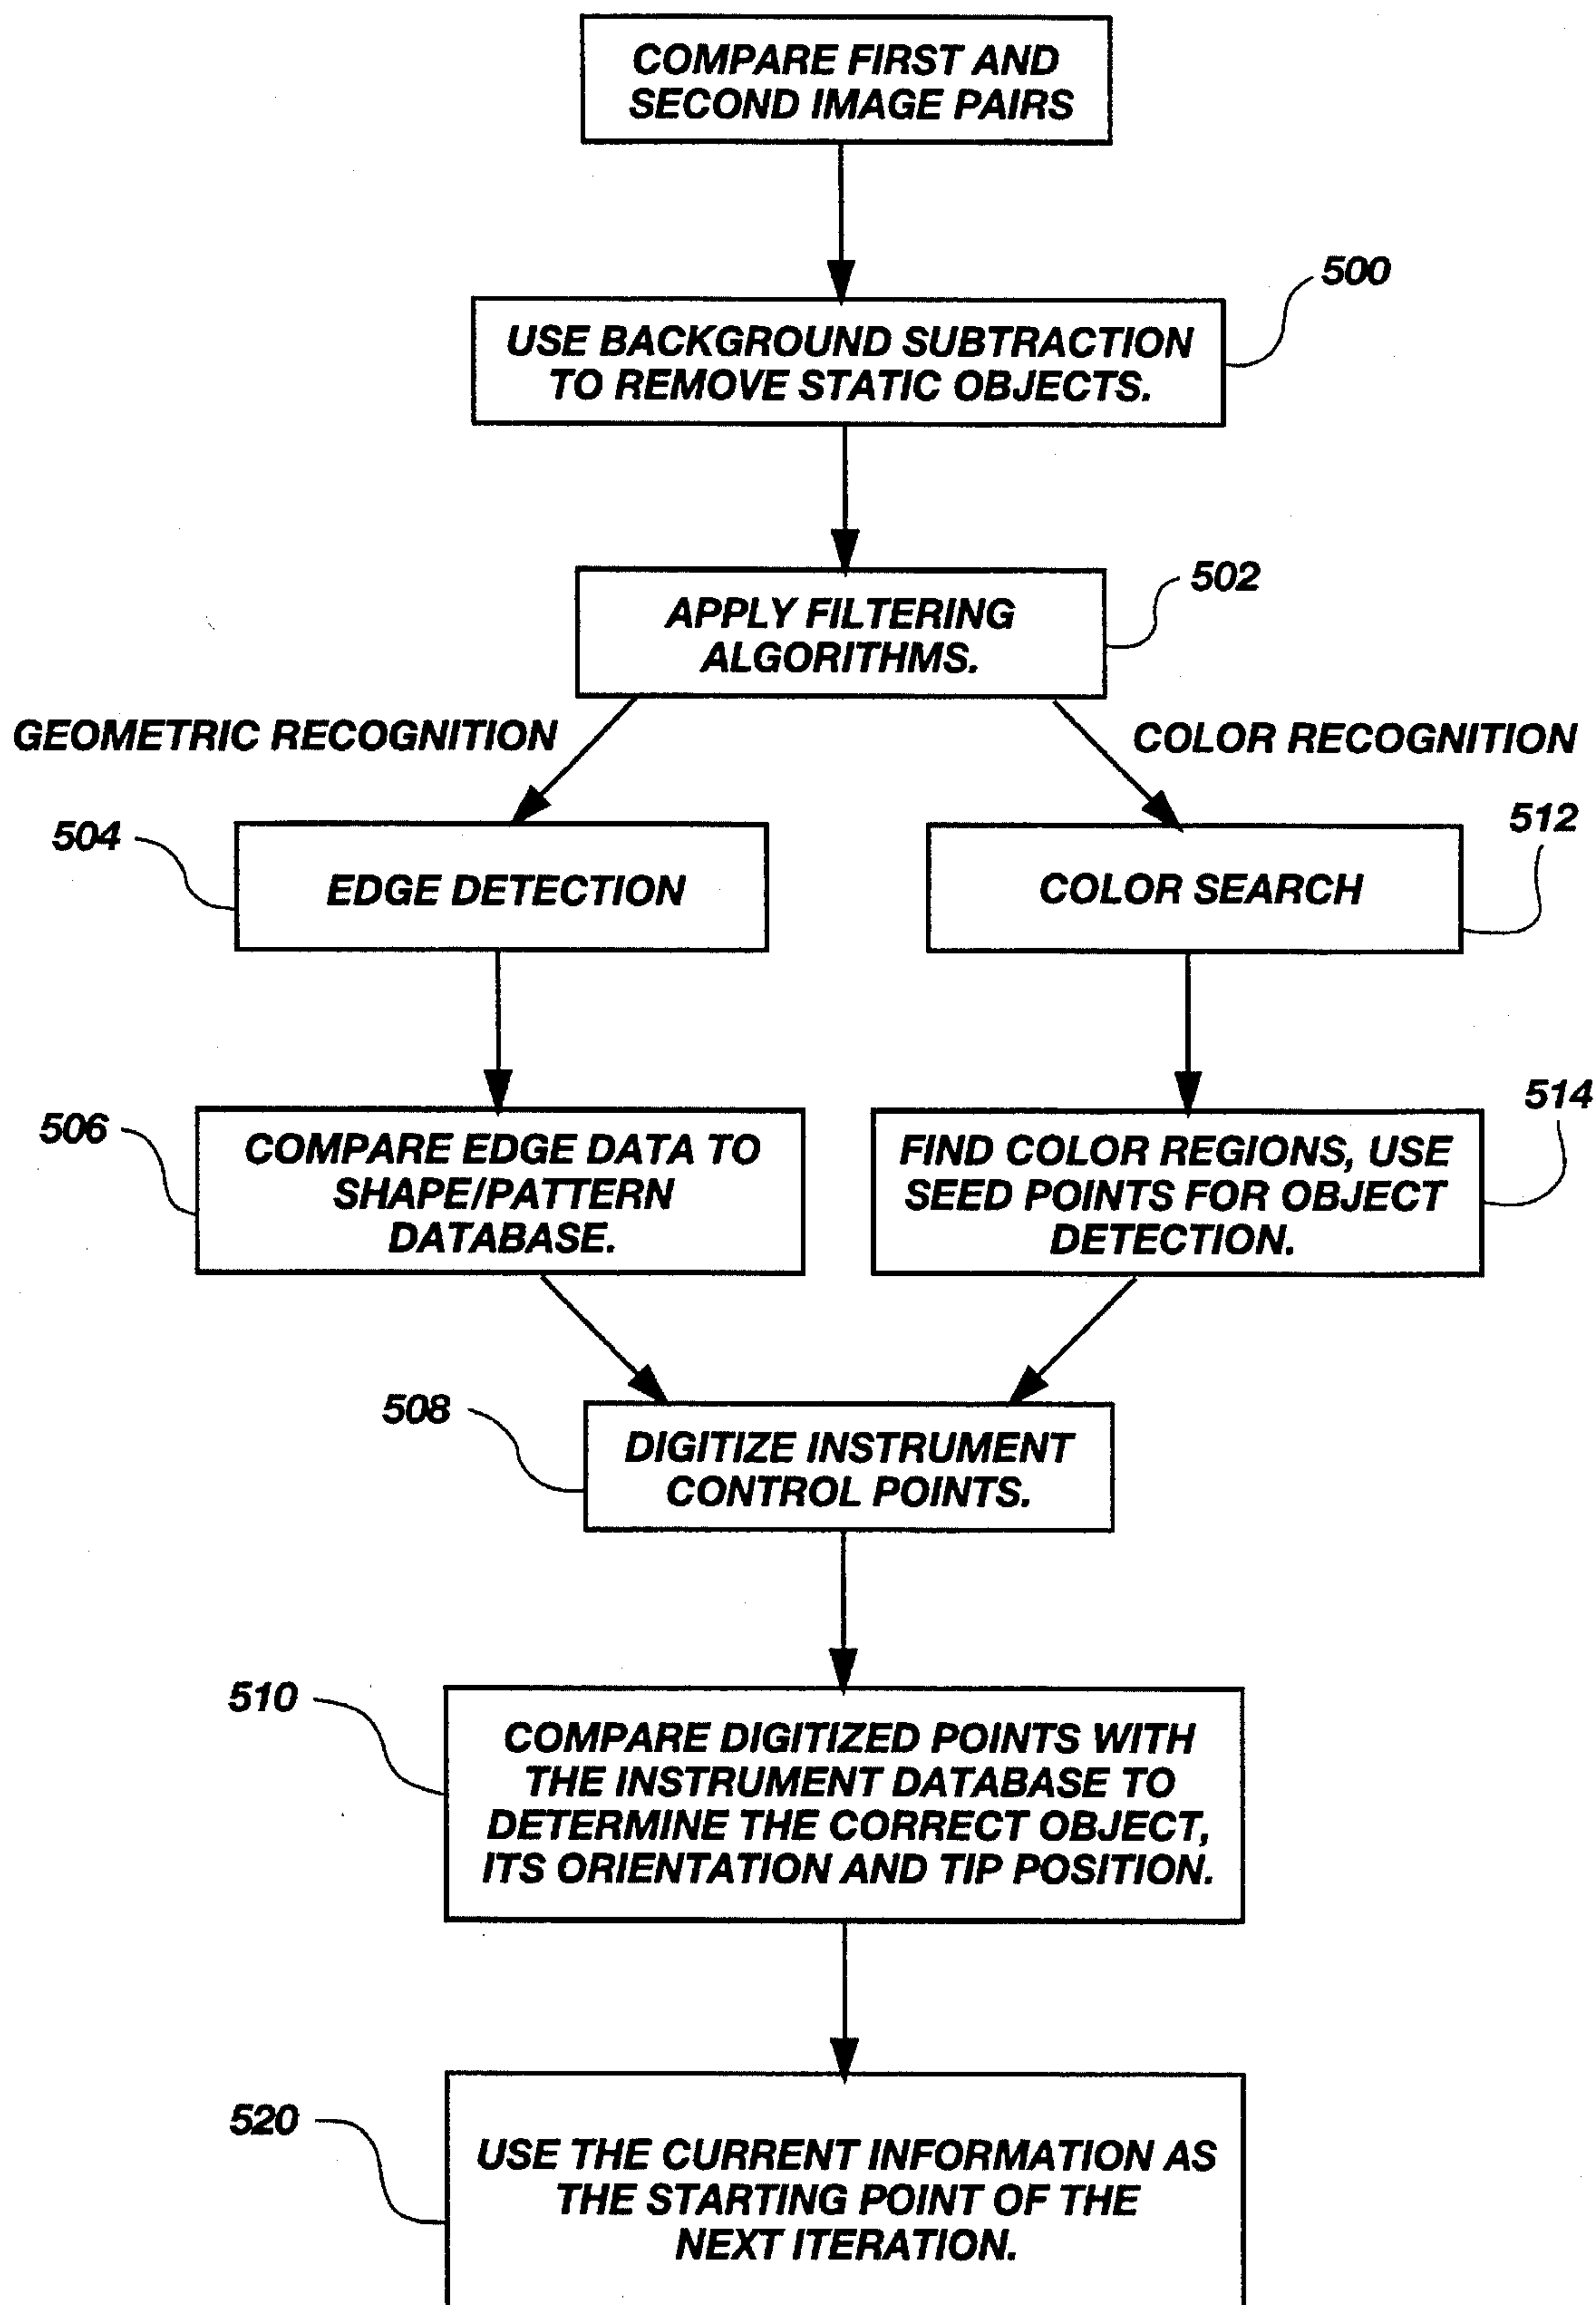 COMPARE FIRST AND
SECOND IMAGE PAIRS
500
USE BACKGROUND SUBTRACTION
TO REMOVE STATIC OBJECTS.
502
APPLY FILTERING
ALGORITHMS.
GEOMETRIC RECOGNITION
COLOR RECOGNITION
504
EDGE DETECTION
512
COLOR SEARCH
506
COMPARE EDGE DATA TO
SHAPE/PATTERN
DATABASE.
514
FIND COLOR REGIONS, USE
SEED POINTS FOR OBJECT
DETECTION.
508
DIGITIZE INSTRUMENT
CONTROL POINTS.
510
COMPARE DIGITIZED POINTS WITH
THE INSTRUMENT DATABASE TO
DETERMINE THE CORRECT OBJECT,
ITS ORIENTATION AND TIP POSITION.
520
USE THE CURRENT INFORMATION AS
THE STARTING POINT OF THE
NEXT ITERATION.